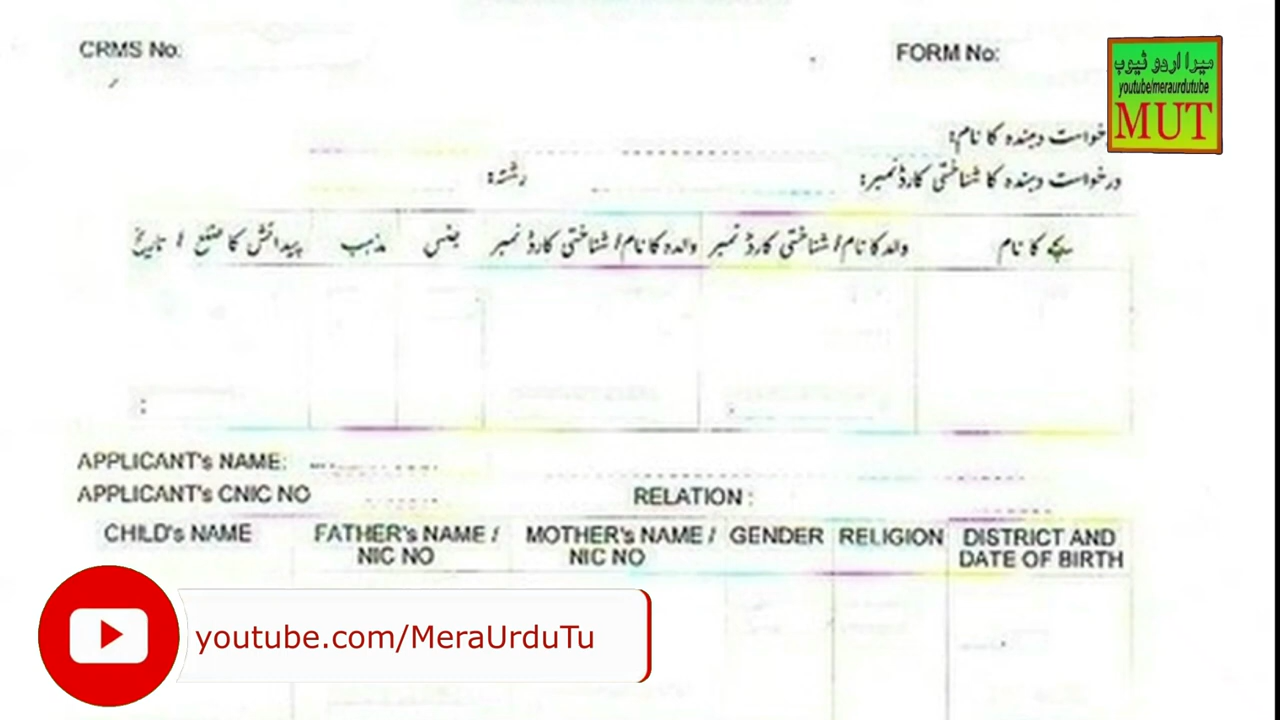 CRMS No:
FORM No:
میرا اردو ٹیوب
youtube/meraurdutube
MUT
خواست دہندہ کا نام:
درخواست دہندہ کا شناختی کارڈ نمبر:
رشتہ:
بچے کا نام
والد کا نام / شناختی کارڈ نمبر
والدہ کا نام / شناختی کارڈ نمبر
جنس
مذہب
پیدائش کا ضلع / تاریخ
APPLICANT's NAME:
APPLICANT's CNIC NO
RELATION :
CHILD's NAME
FATHER's NAME /
NIC NO
MOTHER's NAME /
NIC NO
GENDER
RELIGION
DISTRICT AND
DATE OF BIRTH
youtube.com/MeraUrduTu